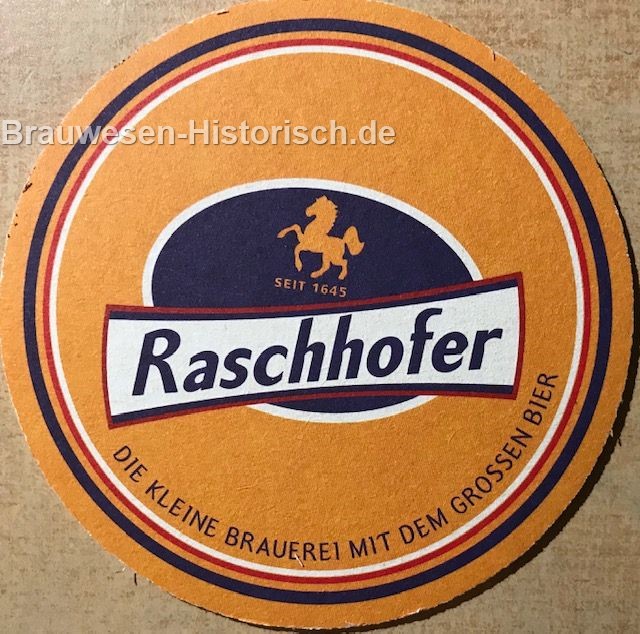 Brauwesen-Historisch.de
SEIT 1645
Raschhofer
DIE KLEINE BRAUEREI MIT DEM GROSSEN BIER